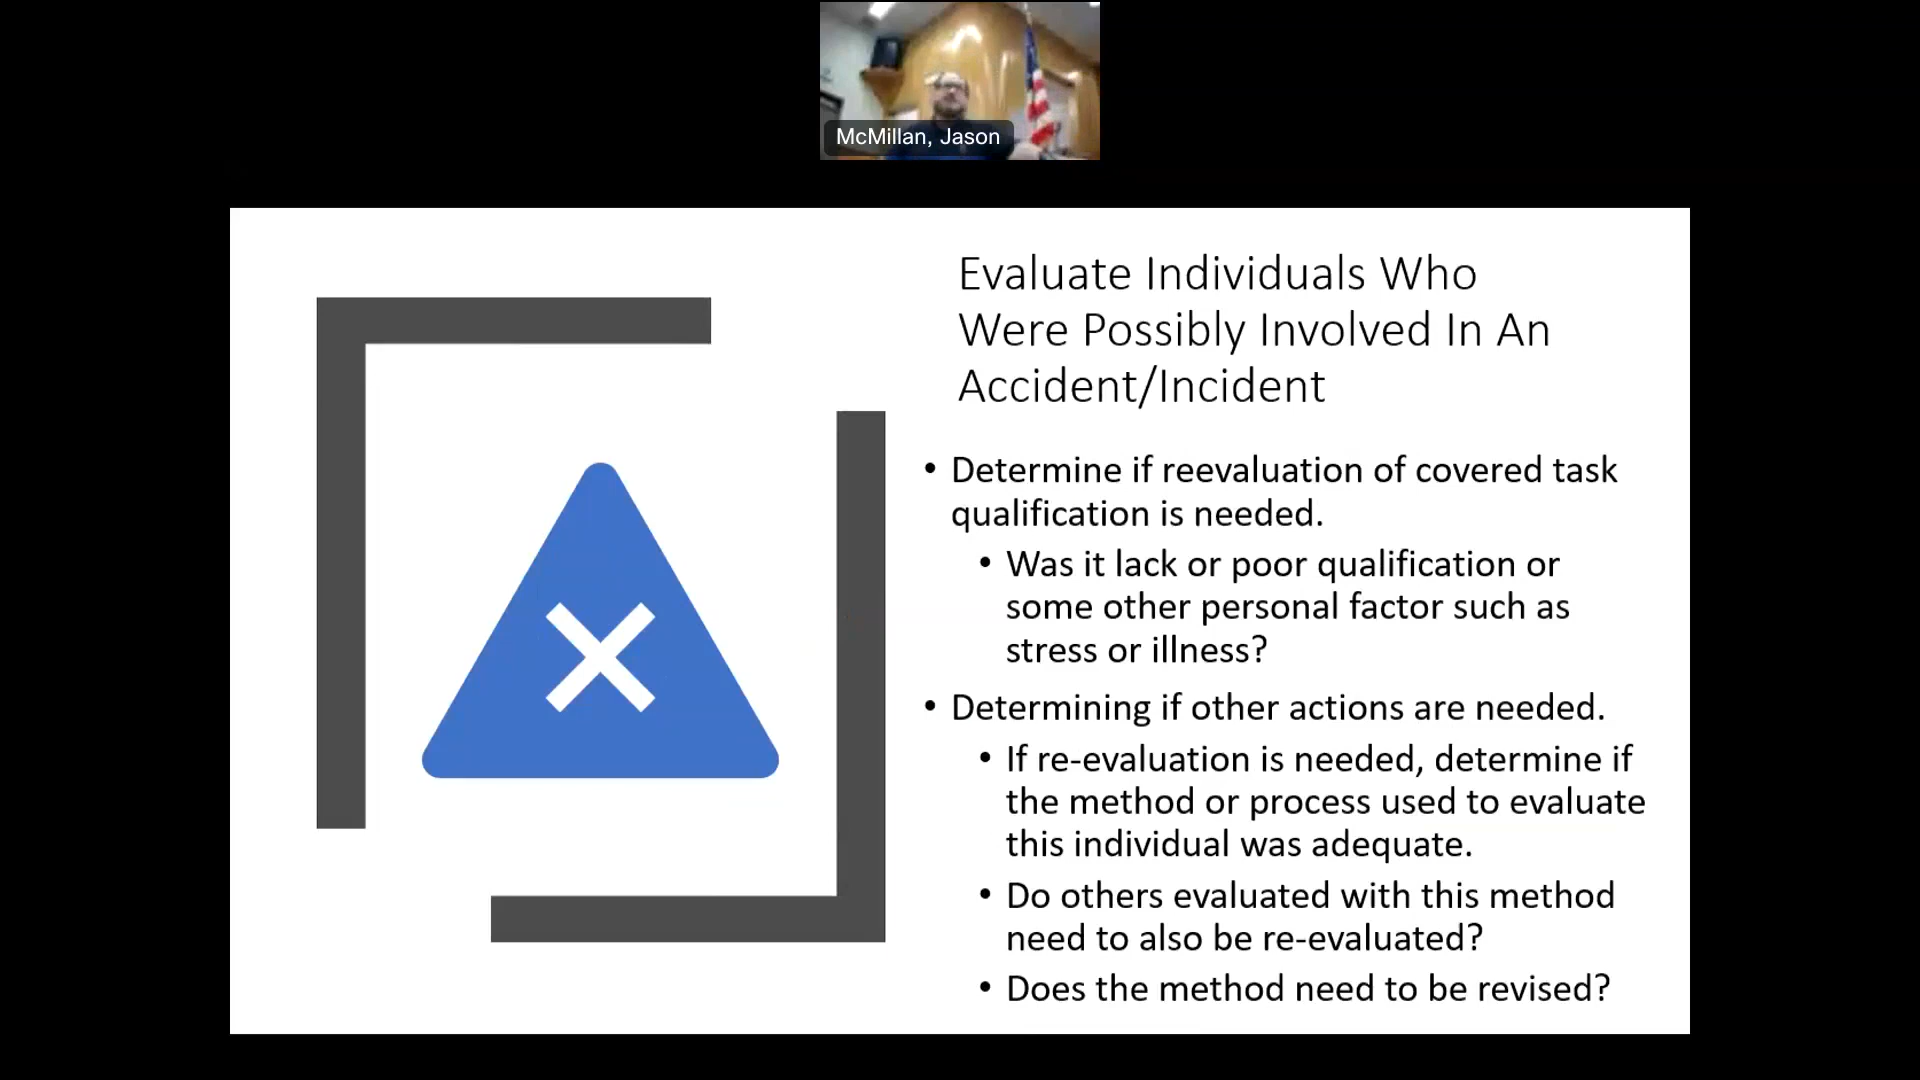 McMillan, Jason
Evaluate Individuals Who
Were Possibly Involved In An
Accident/Incident
• Determine if reevaluation of covered task
qualification is needed.
• Was it lack or poor qualification or
some other personal factor such as
stress or illness?
• Determining if other actions are needed.
• If re-evaluation is needed, determine if
the method or process used to evaluate
this individual was adequate.
• Do others evaluated with this method
need to also be re-evaluated?
• Does the method need to be revised?